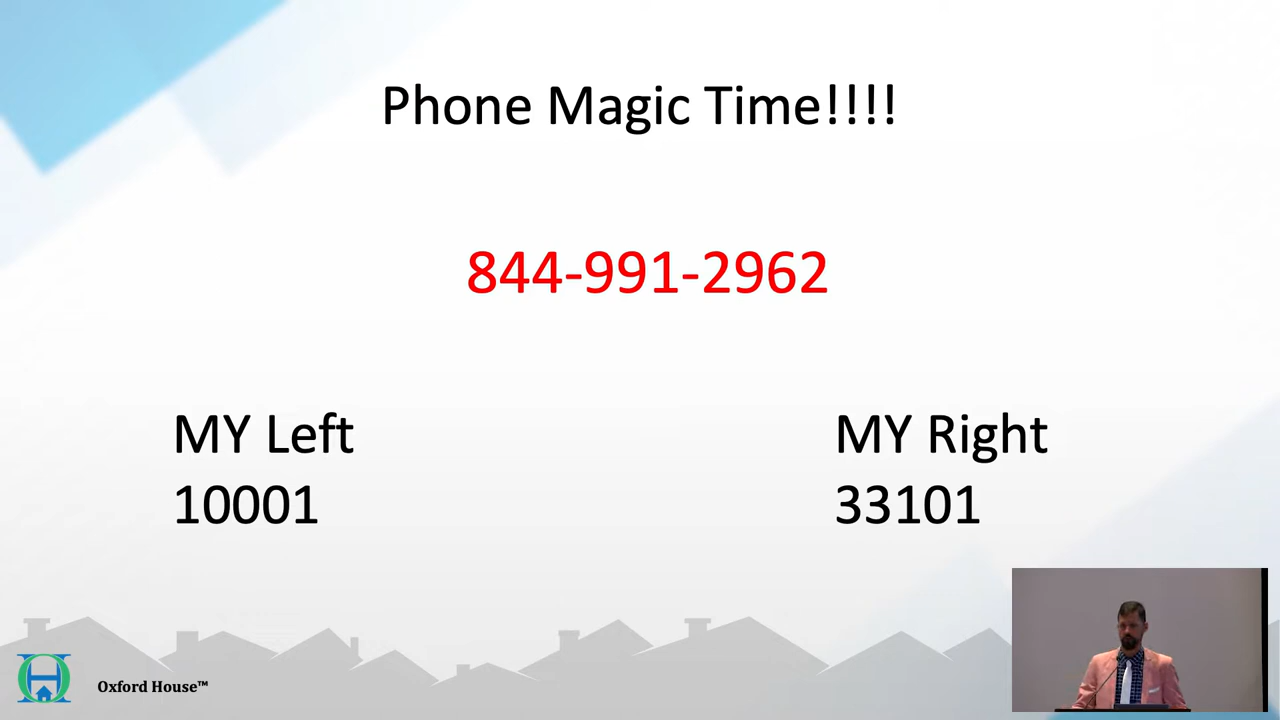 Phone Magic Time!!!!
844-991-2962
MY Left
10001
MY Right
33101
Oxford House™